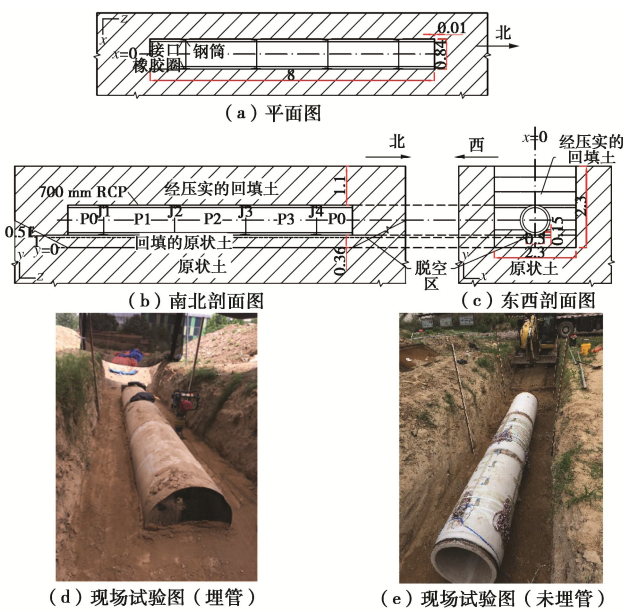 z
x
x=0
接口
钢筒
橡胶圈
0.01
0.84
8
北
(a)平面图
北
西
x=0
经压实的
回填土
700 mm RCP
经压实的回填土
1.1
P0
J1
P1
J2
P2
J3
P3
J4
P0
0.5
y=0
回填的原状土
原状土
0.36
脱空
区
y
z
2.3
0.15
0.5
2.3
原状土
y
x
(b)南北剖面图
(c)东西剖面图
(d)现场试验图(埋管)
(e)现场试验图(未埋管)